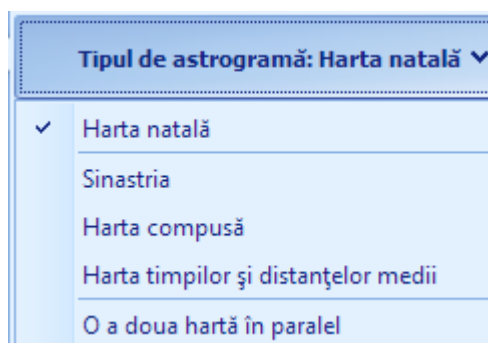 Tipul de astrogramă: Harta natală
Harta natală
Sinastria
Harta compusă
Harta timpilor şi distanţelor medii
O a doua hartă în paralel